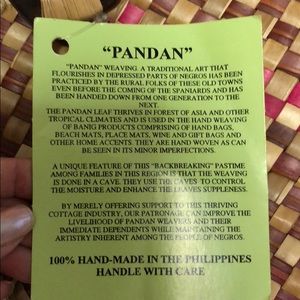 "PANDAN"
"PANDAN" WEAVING. A TRADITIONAL ART THAT
FLOURISHES IN DEPRESSED PARTS OF NEGROS HAS BEEN
PRACTICED BY THE RURAL FOLKS OF THESE OLD TOWNS
EVEN BEFORE THE COMING OF THE SPANIARDS AND HAS
BEEN HANDED DOWN FROM ONE GENERATION TO THE
NEXT.
THE PANDAN LEAF THRIVES IN FOREST OF ASIA AND OTHER
TROPICAL CLIMATES AND IS USED IN THE HAND WEAVING
OF BANIG PRODUCTS COMPRISING OF HAND BAGS,
BEACH MATS, PLACE MATS, WINE AND GIFT BAGS AND
OTHER HOME ACCENTS. THEY ARE HAND WOVEN AS CAN
BE SEEN IN ITS MINOR IMPERFECTIONS.
A UNIQUE FEATURE OF THIS "BACKBREAKING" PASTIME
AMONG FAMILIES IN THIS REGION IS THAT THE WEAVING
IS DONE IN A CAVE. THEY USE THE CAVES TO CONTROL
THE MOISTURE AND ENHANCE THE LEAVES SUPPLENESS.
BY MERELY OFFERING SUPPORT TO THIS THRIVING
COTTAGE INDUSTRY, OUR PATRONAGE CAN IMPROVE THE
LIVELIHOOD OF PANDAN WEAVERS AND THEIR
IMMEDIATE DEPENDENTS WHILE MAINTAINING THE
ARTISTRY INHERENT AMONG THE PEOPLE OF NEGROS.
100% HAND-MADE IN THE PHILIPPINES
HANDLE WITH CARE